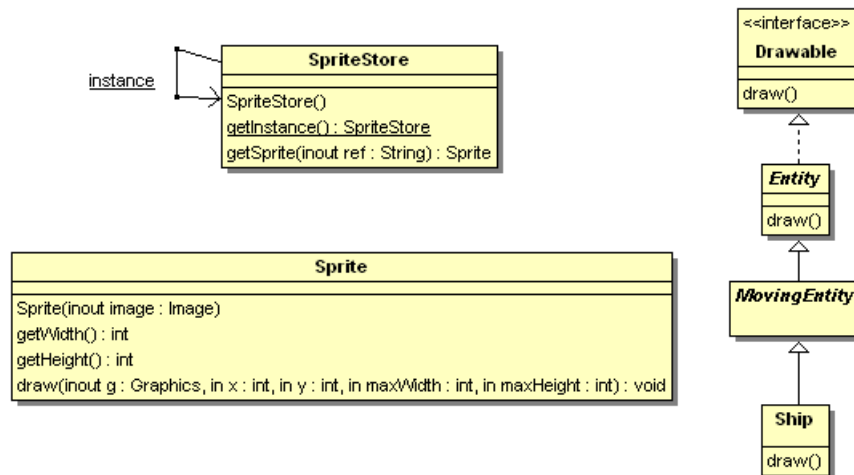 instance
SpriteStore
SpriteStore()
getInstance() : SpriteStore
getSprite(inout ref : String) : Sprite
Sprite
Sprite(inout image : Image)
getWidth() : int
getHeight() : int
draw(inout g : Graphics, in x : int, in y : int, in maxWidth : int, in maxHeight : int) : void
<<interface>>
Drawable
draw()
Entity
draw()
MovingEntity
Ship
draw()